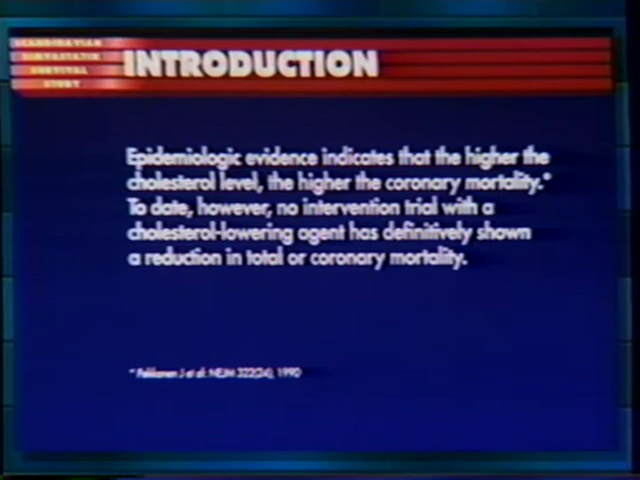 SCANDINAVIAN
SIMVASTATIN
SURVIVAL
STUDY
INTRODUCTION
Epidemiologic evidence indicates that the higher the
cholesterol level, the higher the coronary mortality.*
To date, however, no intervention trial with a
cholesterol-lowering agent has definitively shown
a reduction in total or coronary mortality.
* Pekkanen J et al: NEJM 322(24), 1990